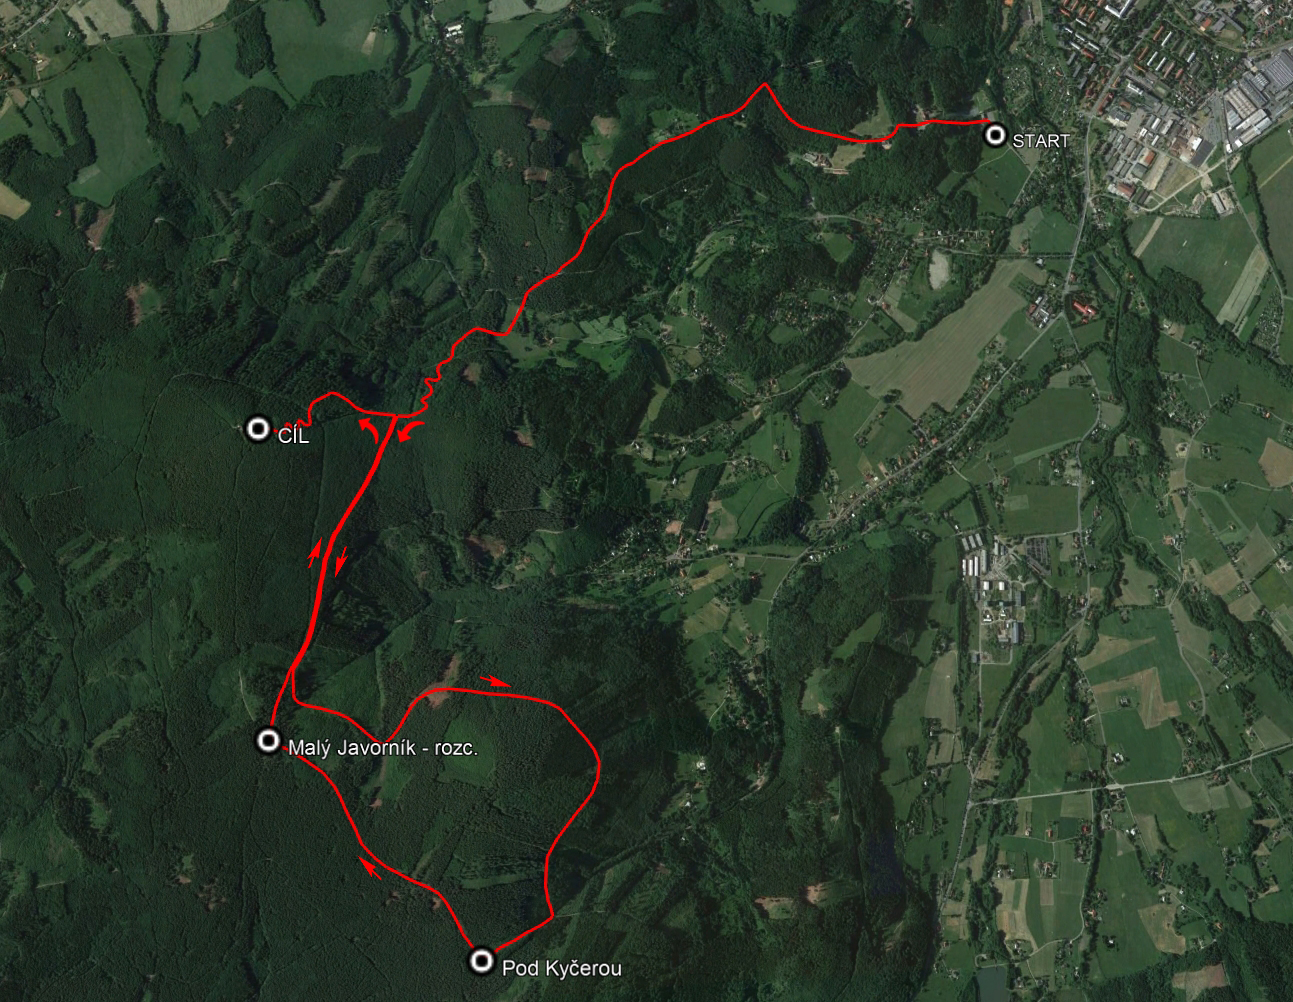 START
CÍL
Malý Javorník - rozc.
Pod Kyčerou